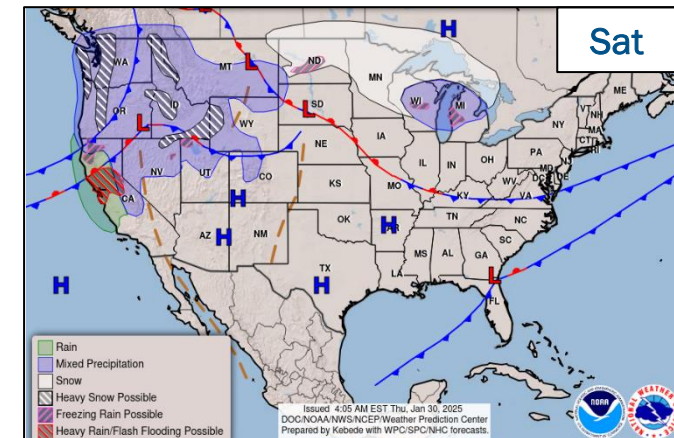 Sat
H
ND
WA
MT
L
MN
ME
WI
MI
OR
ID
SD
L
VT
NH
L
WY
NY
MA
CT
RI
IA
NE
PA
IL
IN
OH
MD
DE
DC
NV
UT
CO
WV
VA
KS
MO
KY
CA
H
OK
TN
NC
H
AR
AZ
NM
H
SC
MS
AL
GA
TX
LA
L
H
H
FL
Rain
Mixed Precipitation
Snow
Heavy Snow Possible
Freezing Rain Possible
Heavy Rain/Flash Flooding Possible
Issued 4:05 AM EST Thu, Jan 30, 2025
DOC/NOAA/NWS/NCEP/Weather Prediction Center
Prepared by Kebede with WPC/SPC/NHC forecasts.
NOAA
NATIONAL WEATHER